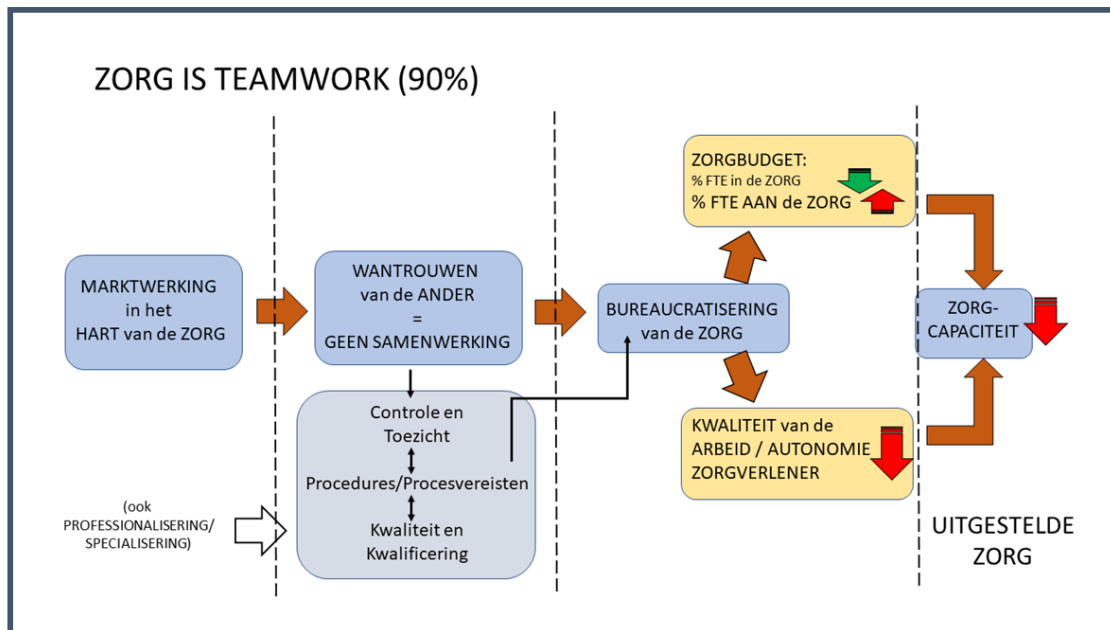 ZORG IS TEAMWORK (90%)
MARKTWERKING
in het
HART van de ZORG
WANTROUWEN
van de ANDER
=
GEEN SAMENWERKING
Controle en
Toezicht
Procedures/Procesvereisten
Kwaliteit en
Kwalificering
(ook
PROFESSIONALISERING/
SPECIALISERING)
BUREAUCRATISERING
van de ZORG
ZORGBUDGET:
% FTE in de ZORG
% FTE AAN de ZORG
KWALITEIT van de
ARBEID / AUTONOMIE
ZORGVERLENER
ZORG-
CAPACITEIT
UITGESTELDE
ZORG